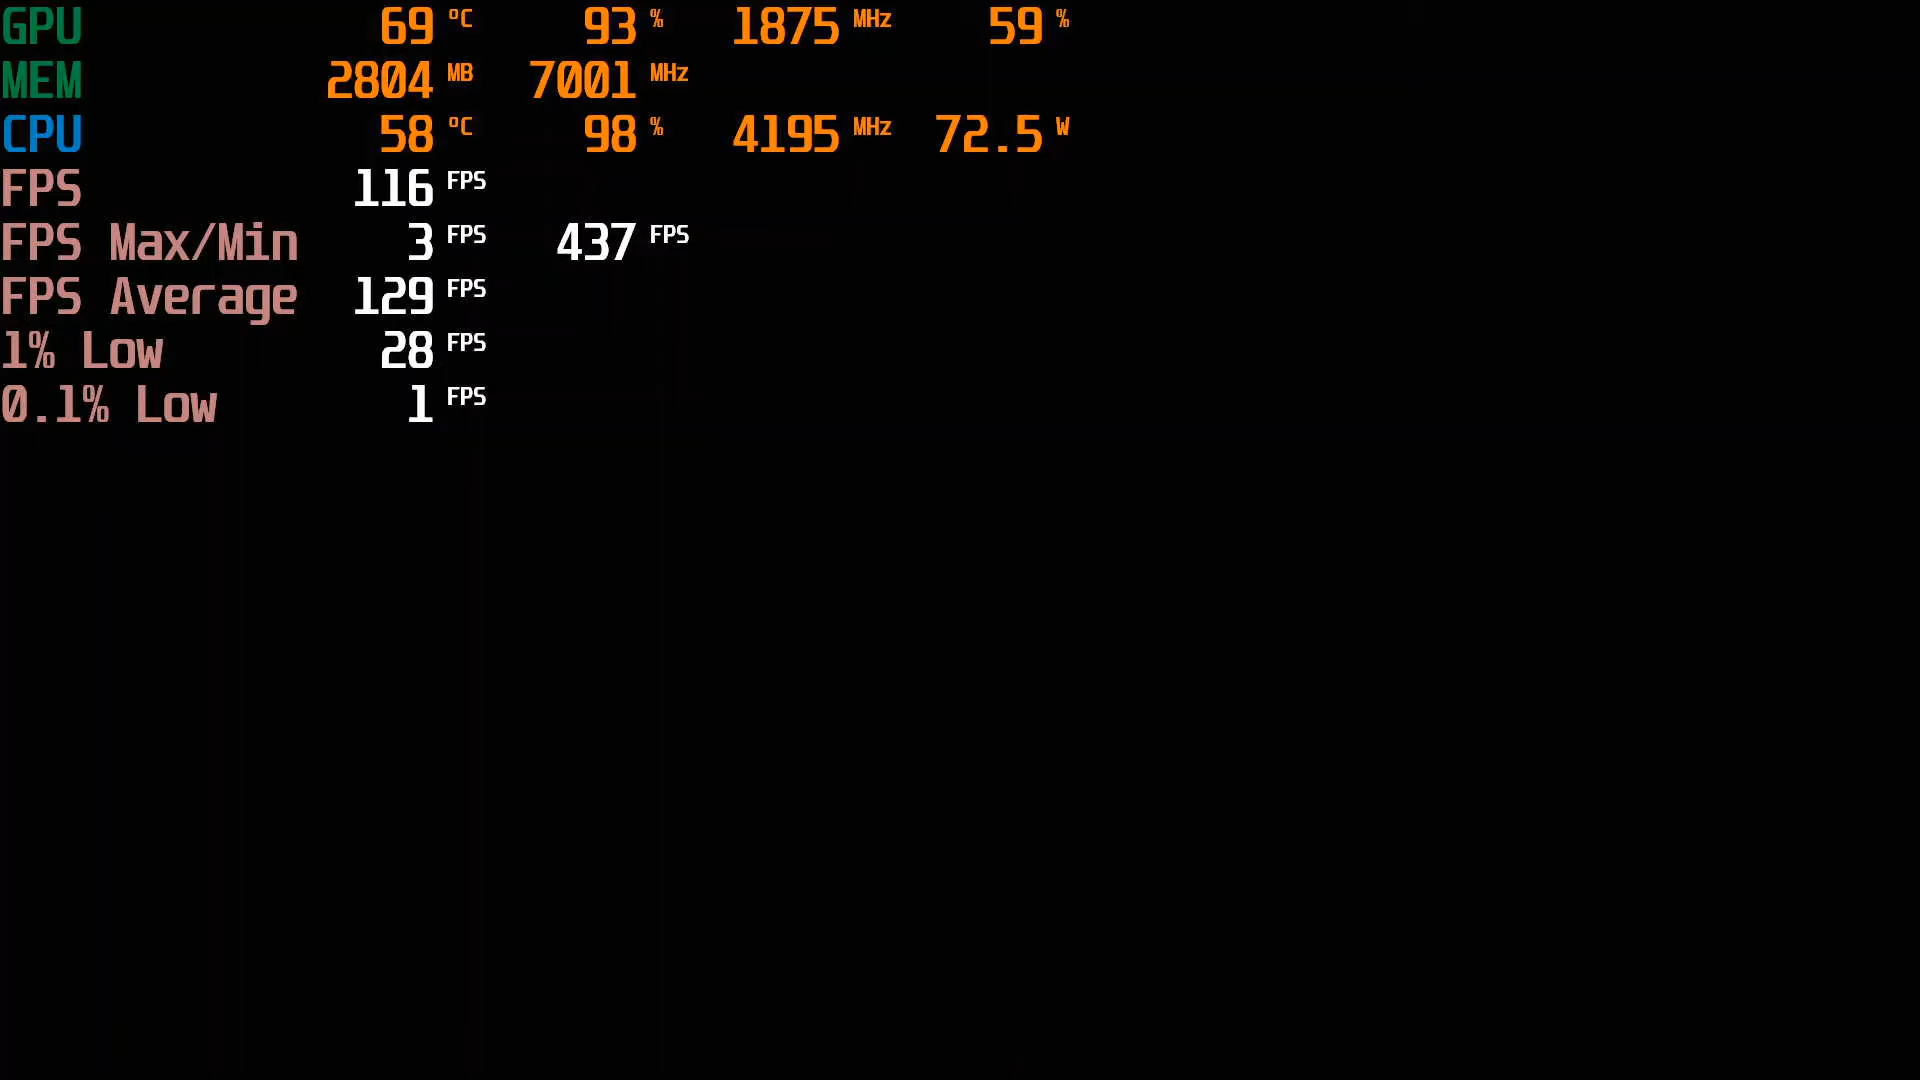 GPU 69 °C 93 % 1875 MHz 59 %
MEM 2804 MB 7001 MHz
CPU 58 °C 98 % 4195 MHz 72.5 W
FPS 116 FPS
FPS Max/Min 3 FPS 437 FPS
FPS Average 129 FPS
1% Low 28 FPS
0.1% Low 1 FPS